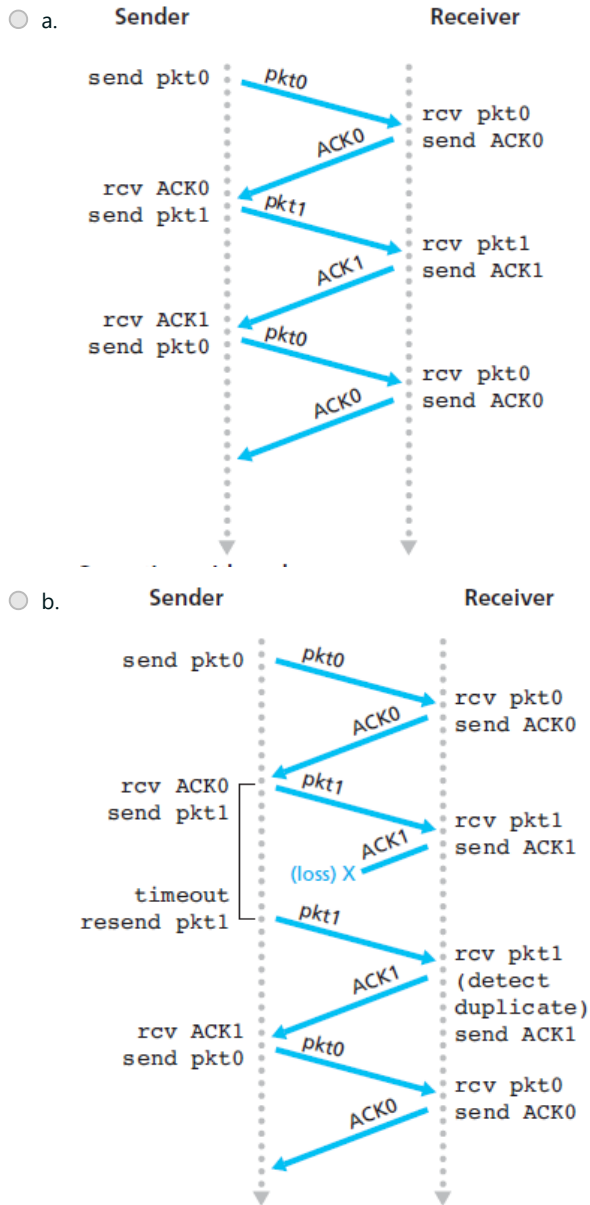 a.
Sender Receiver
send pkt0
pkt0
rcv pkt0
send ACK0
ACK0
rcv ACK0
send pkt1
pkt1
rcv pkt1
send ACK1
ACK1
rcv ACK1
send pkt0
pkt0
rcv pkt0
send ACK0
ACK0
b.
Sender Receiver
send pkt0
pkt0
rcv pkt0
send ACK0
ACK0
rcv ACK0
send pkt1
pkt1
rcv pkt1
send ACK1
ACK1
(loss) X
timeout
resend pkt1
pkt1
rcv pkt1
(detect
duplicate)
send ACK1
ACK1
rcv ACK1
send pkt0
pkt0
rcv pkt0
send ACK0
ACK0